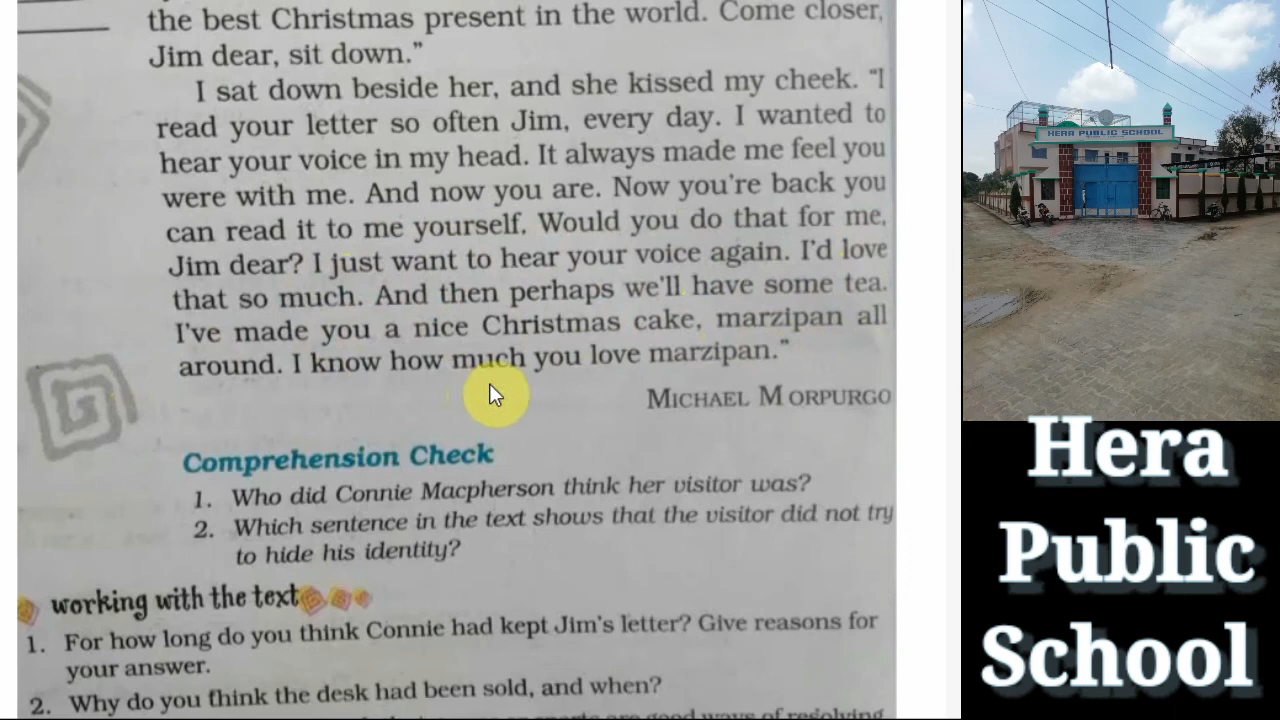 the best Christmas present in the world. Come closer,
Jim dear, sit down.”
I sat down beside her, and she kissed my cheek. “I
read your letter so often Jim, every day. I wanted to
hear your voice in my head. It always made me feel you
were with me. And now you are. Now you're back you
can read it to me yourself. Would you do that for me,
Jim dear? I just want to hear your voice again. I'd love
that so much. And then perhaps we'll have some tea.
I've made you a nice Christmas cake, marzipan all
around. I know how much you love marzipan.”
MICHAEL MORPURGO
Comprehension Check
1. Who did Connie Macpherson think her visitor was?
2. Which sentence in the text shows that the visitor did not try
to hide his identity?
working with the text
1. For how long do you think Connie had kept Jim's letter? Give reasons for
your answer.
2. Why do you think the desk had been sold, and when?
are good ways of resolving
HERA PUBLIC SCHOOL
Hera
Public
School